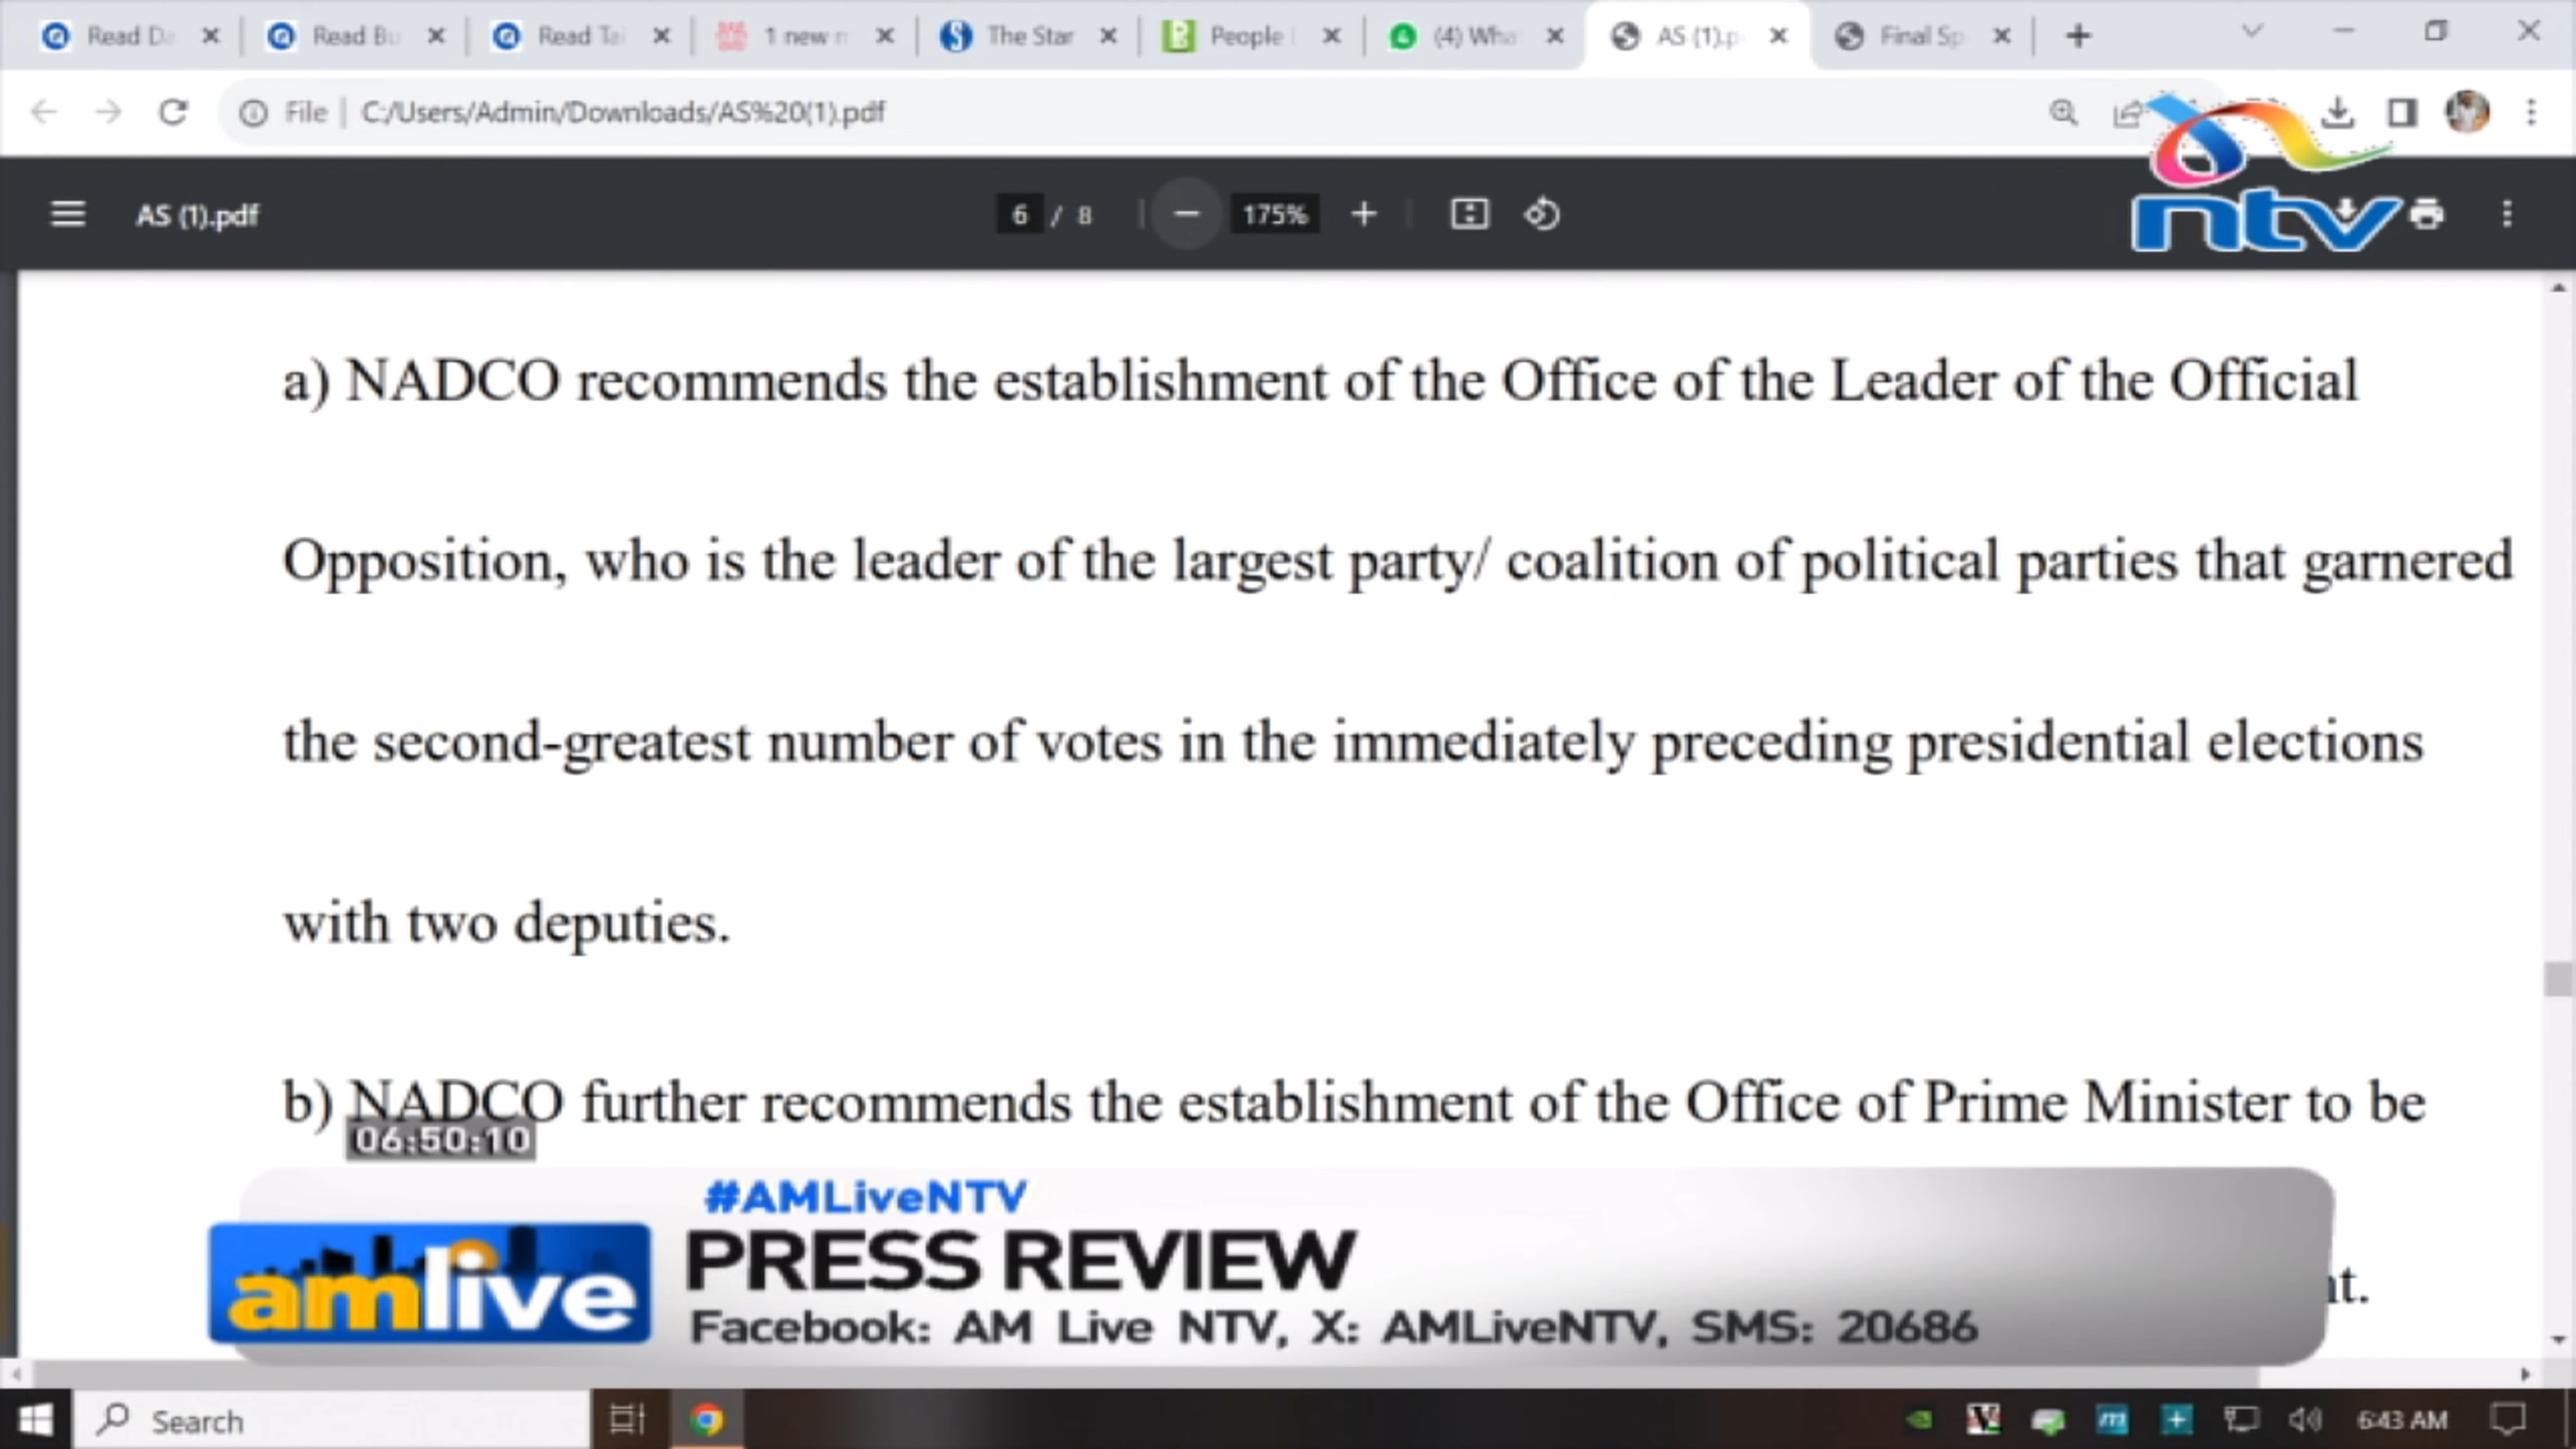 Read Da
Read Bu
Read Tai
1 new n
The Star
People
(4) Wha
AS (1).p
Final Sp
File
C:/Users/Admin/Downloads/AS%20(1).pdf
AS (1).pdf
6 / 8
175%
ntv
a) NADCO recommends the establishment of the Office of the Leader of the Official
Opposition, who is the leader of the largest party/ coalition of political parties that garnered
the second-greatest number of votes in the immediately preceding presidential elections
with two deputies.
b) NADCO further recommends the establishment of the Office of Prime Minister to be
06:50:10
#AMLiveNTV
amlive
PRESS REVIEW
Facebook: AM Live NTV, X: AMLiveNTV, SMS: 20686
Search
6:43 AM